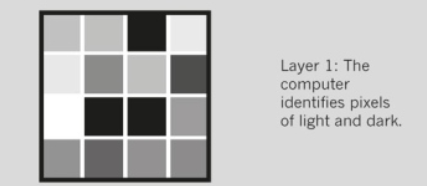 Layer 1: The
computer
identifies pixels
of light and dark.